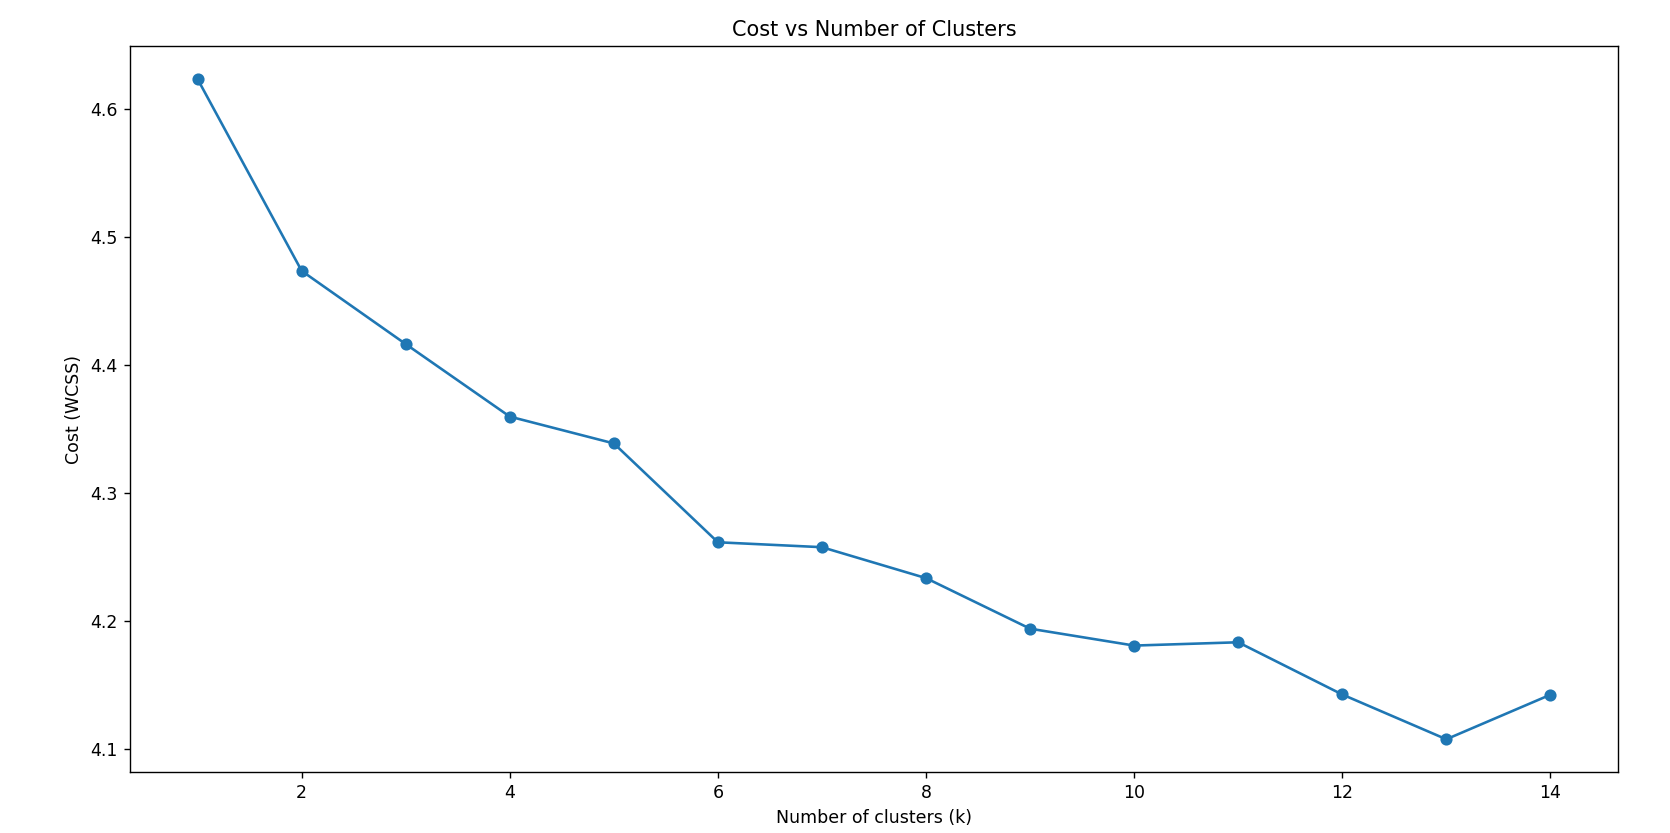 Cost vs Number of Clusters
4.6
4.5
4.4
4.3
4.2
4.1
Cost (WCSS)
2 4 6 8 10 12 14
Number of clusters (k)